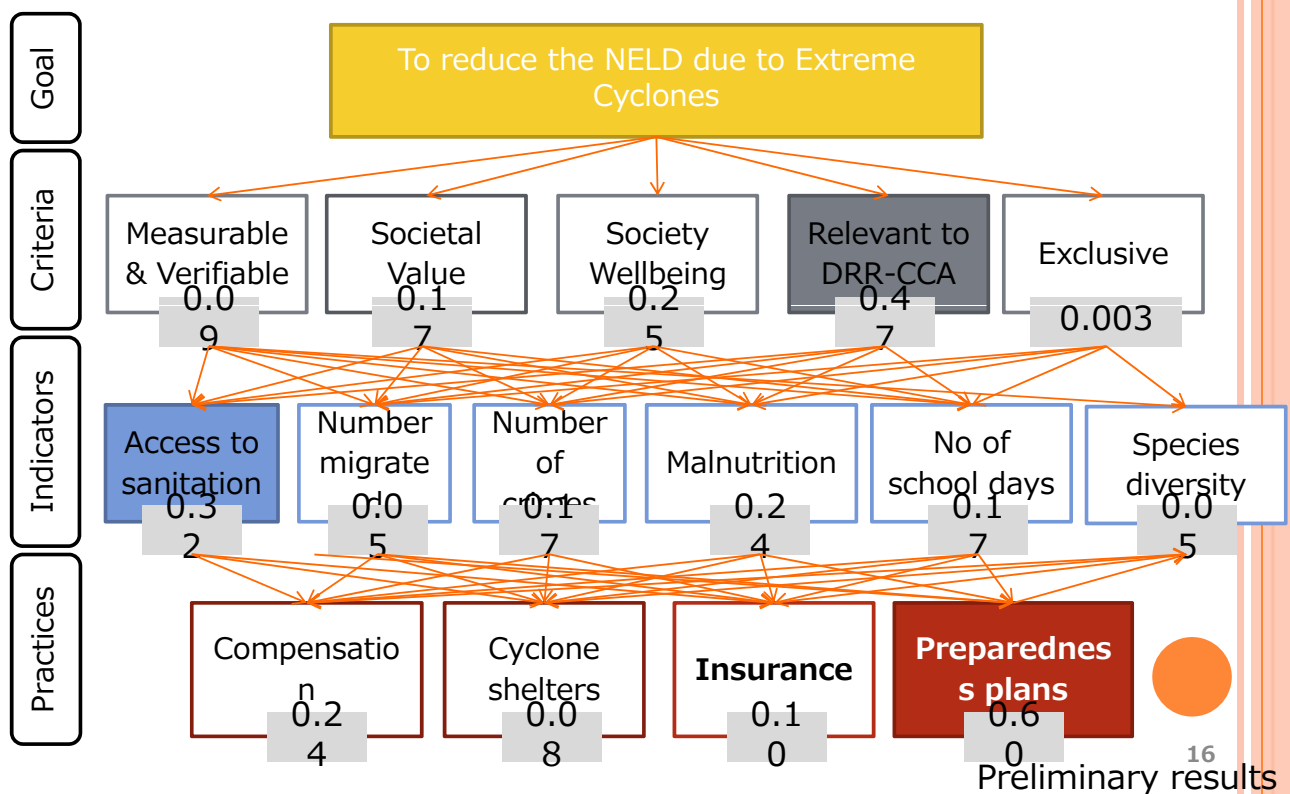 Goal
To reduce the NELD due to Extreme
Cyclones
Criteria
Measurable
& Verifiable
0.0
9
Societal
Value
0.1
7
Society
Wellbeing
0.2
5
Relevant to
DRR-CCA
0.4
7
Exclusive
0.003
Indicators
Access to
sanitation
0.3
2
Number
migrate
d
0.0
5
Number
of
crimes
0.1
7
Malnutrition
0.2
4
No of
school days
0.1
7
Species
diversity
0.0
5
Practices
Compensatio
n
0.2
4
Cyclone
shelters
0.0
8
Insurance
0.1
0
Preparednes
s plans
0.6
0
16
Preliminary results